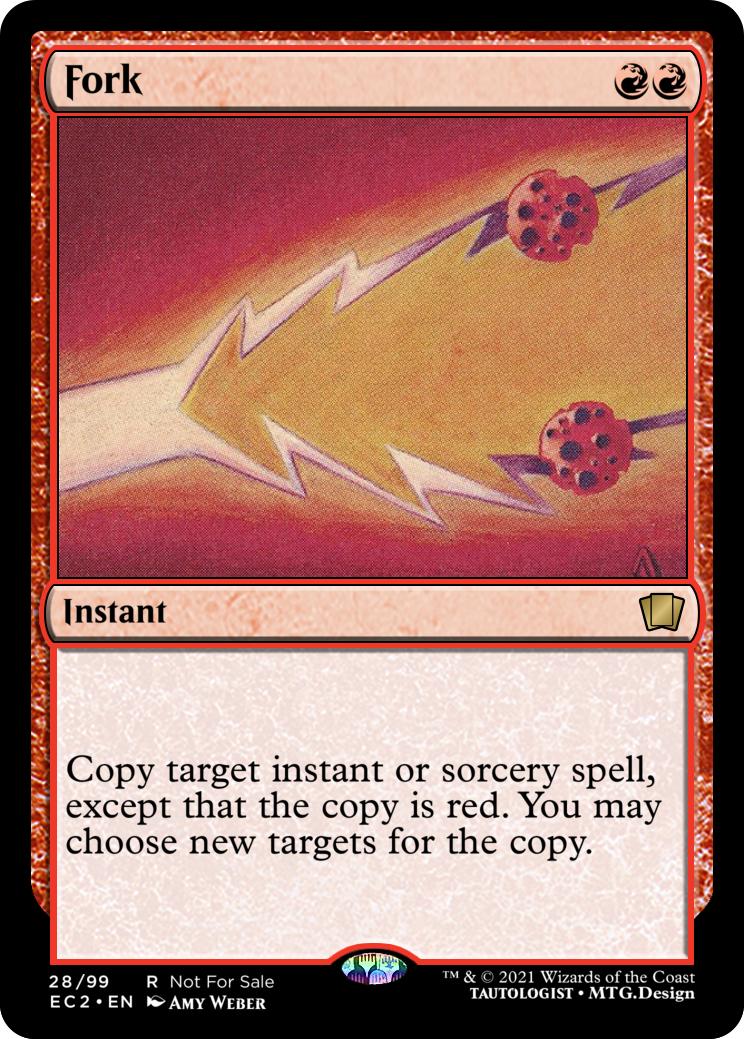 Fork
Instant
Copy target instant or sorcery spell,
except that the copy is red. You may
choose new targets for the copy.
28/99 R Not For Sale
EC2 • EN AMY WEBER
™ & © 2021 Wizards of the Coast
TAUTOLOGIST • MTG.Design